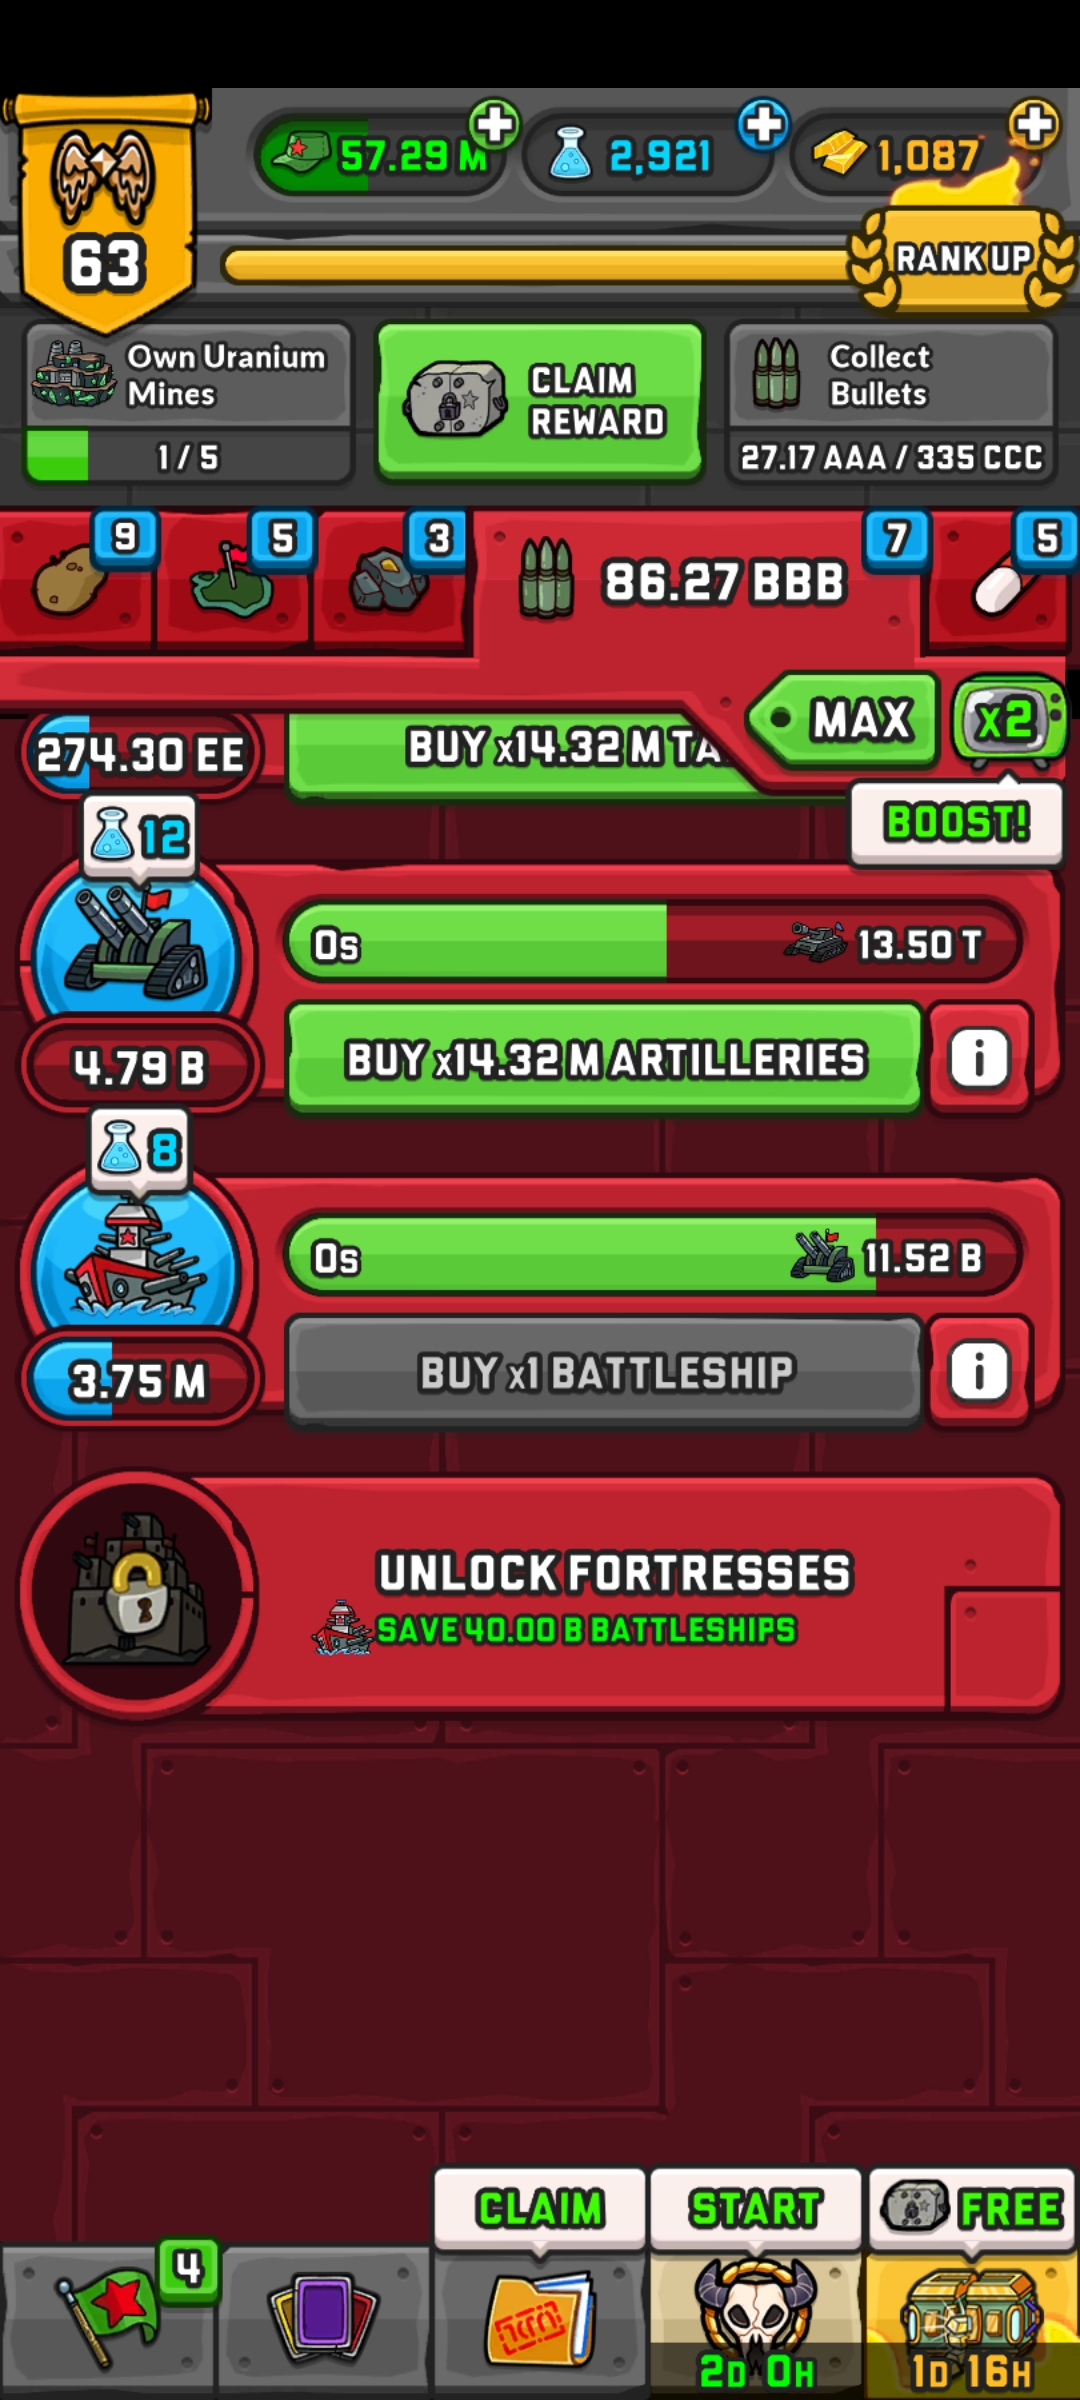 57.29 M
2,921
1,087
63
RANK UP
Own Uranium
Mines
1 / 5
CLAIM
REWARD
Collect
Bullets
27.17 AAA / 335 CCC
9
5
3
86.27 BBB
7
5
MAX
x2
BOOST!
274.30 EE
BUY x14.32 M TA
12
0s
13.50 T
4.79 B
BUY x14.32 M ARTILLERIES
i
8
0s
11.52 B
3.75 M
BUY x1 BATTLESHIP
i
UNLOCK FORTRESSES
SAVE 40.00 B BATTLESHIPS
CLAIM
START
FREE
4
2D 0H
1D 16H